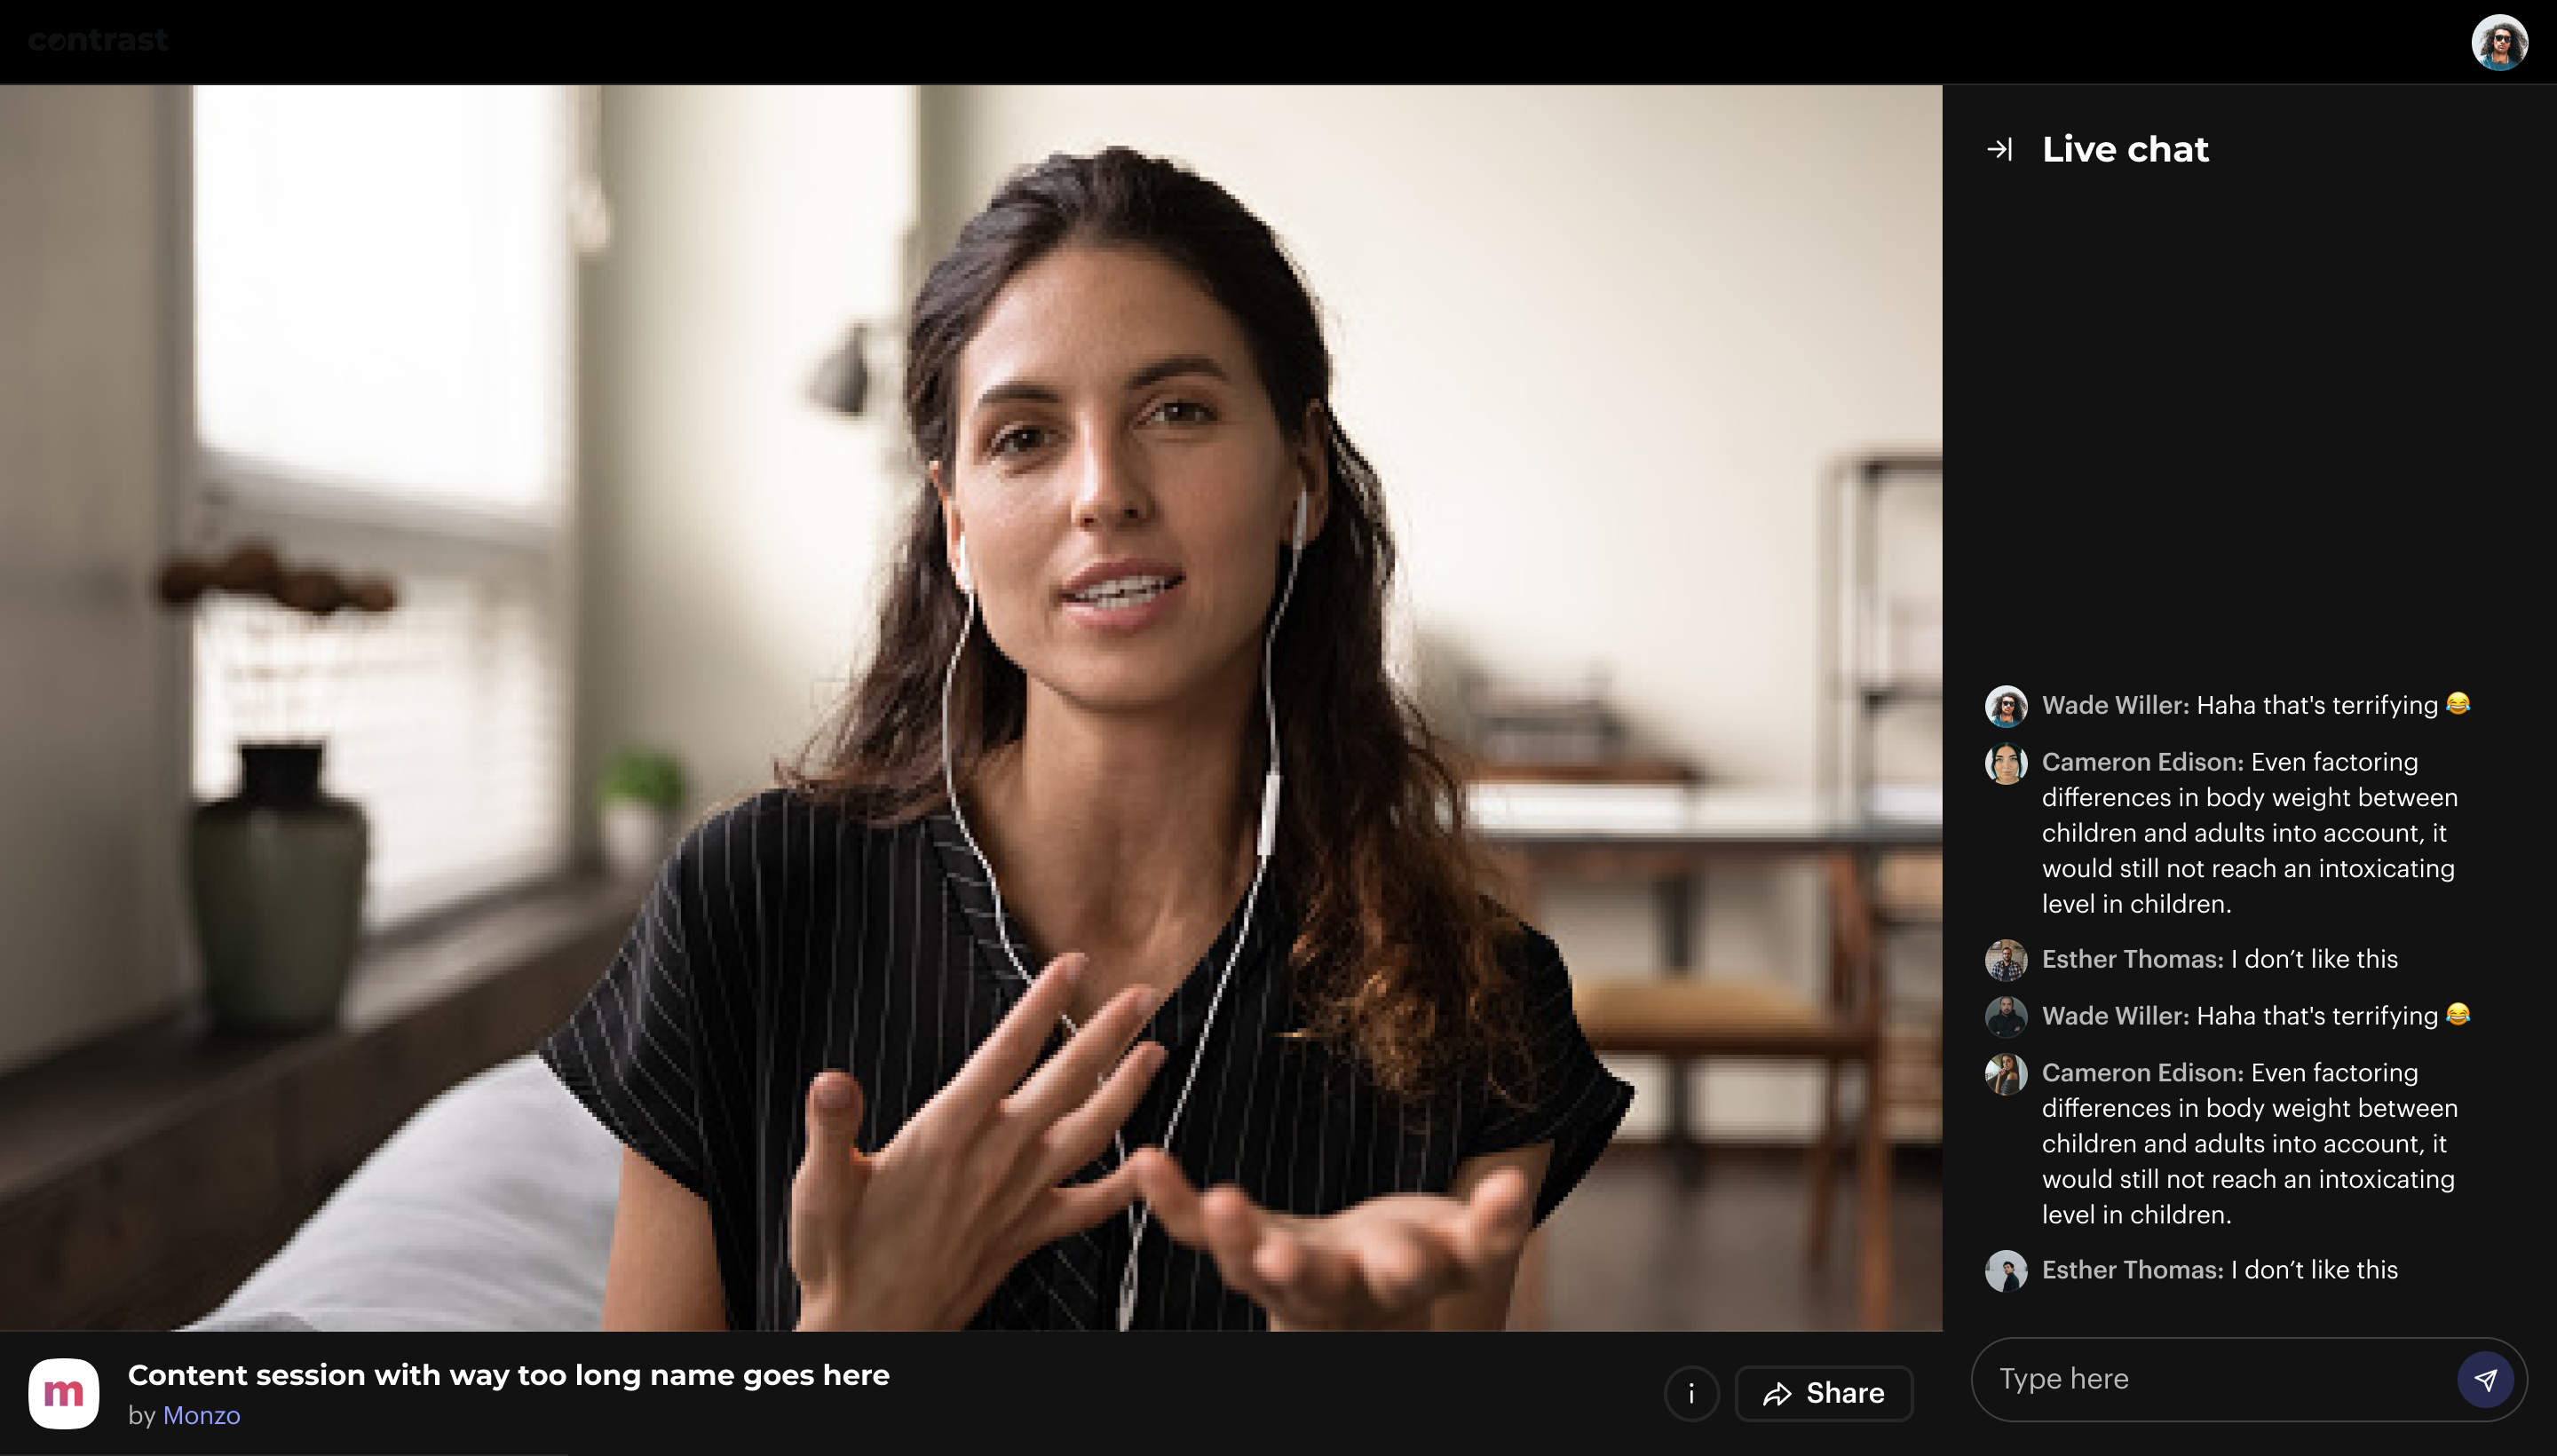 contrast
Live chat
Wade Willer: Haha that's terrifying 😂
Cameron Edison: Even factoring
differences in body weight between
children and adults into account, it
would still not reach an intoxicating
level in children.
Esther Thomas: I don’t like this
Wade Willer: Haha that's terrifying 😂
Cameron Edison: Even factoring
differences in body weight between
children and adults into account, it
would still not reach an intoxicating
level in children.
Esther Thomas: I don’t like this
Type here
m
Content session with way too long name goes here
by Monzo
i
Share